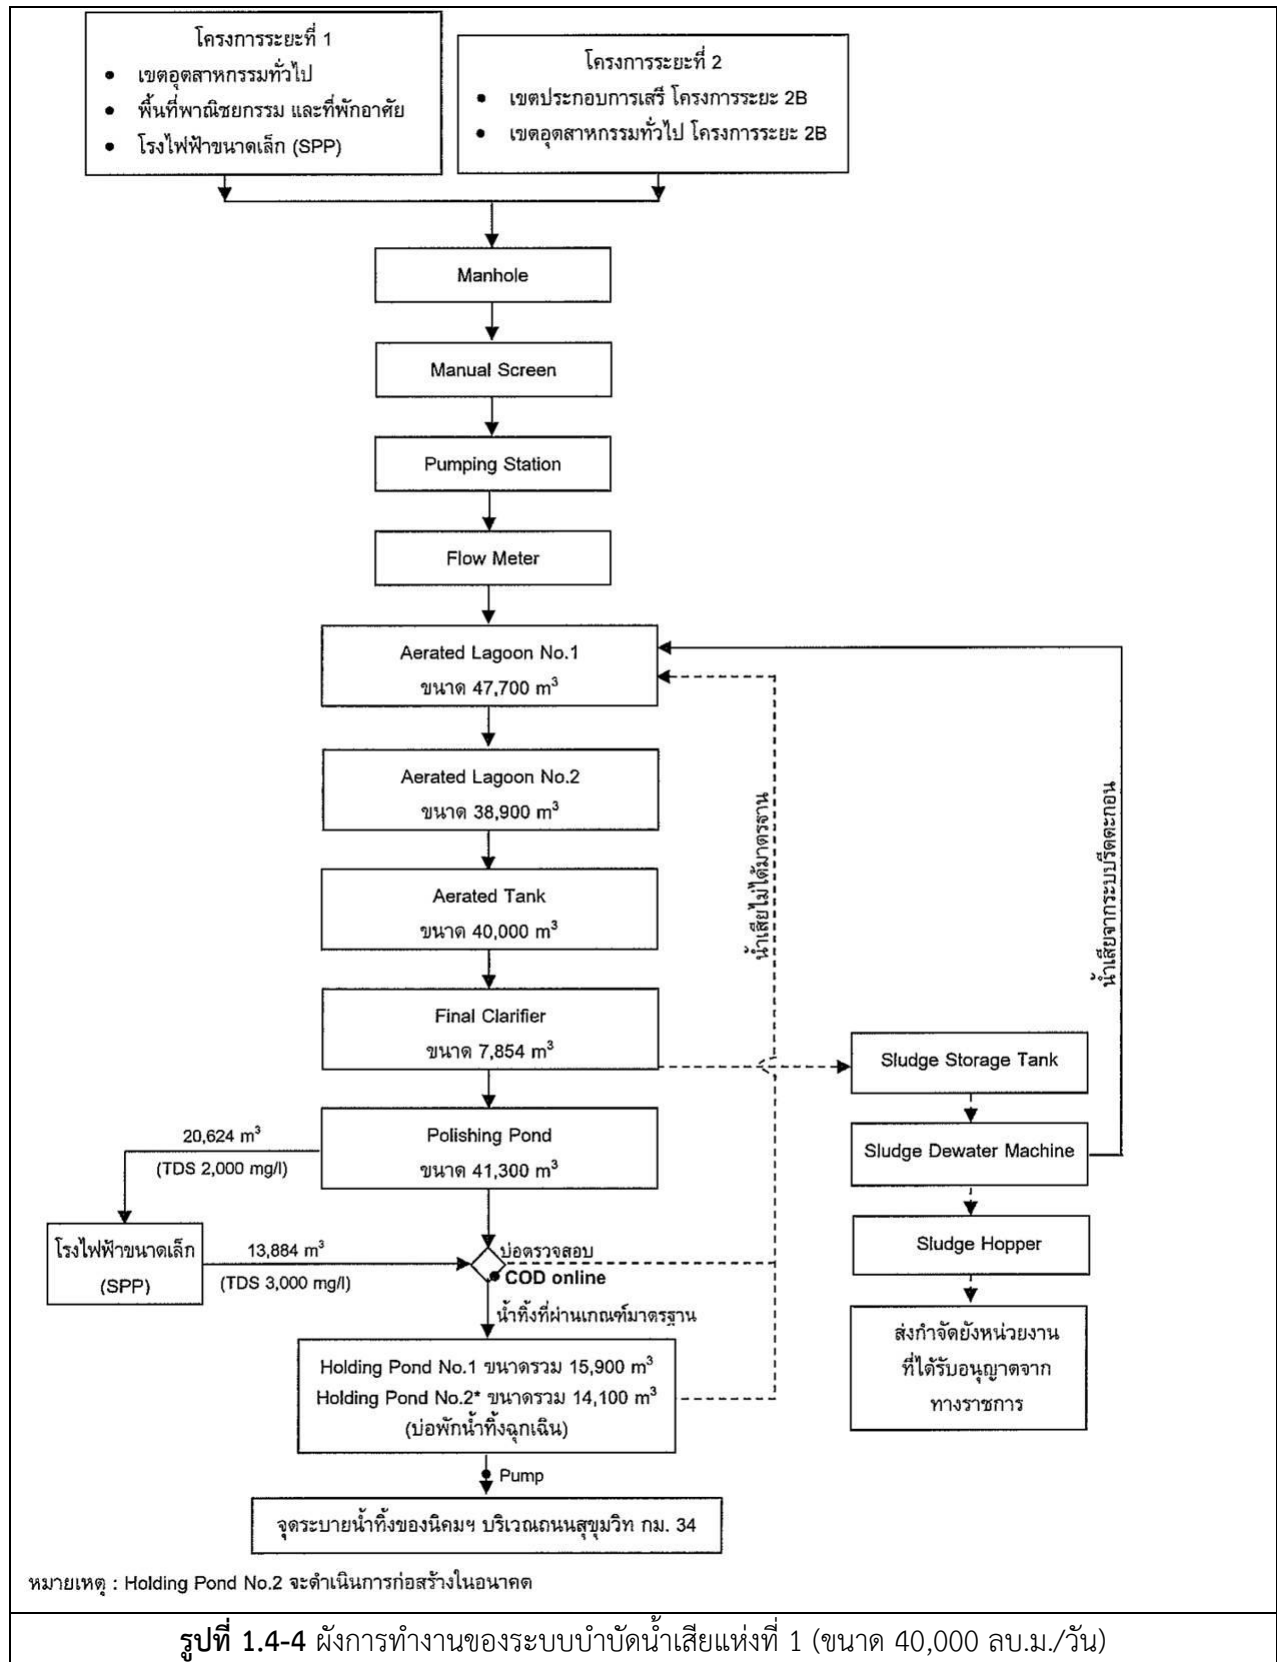 โครงการระยะที่ 1
• เขตอุตสาหกรรมทั่วไป
• พื้นที่พาณิชยกรรม และที่พักอาศัย
• โรงไฟฟ้าขนาดเล็ก (SPP)
โครงการระยะที่ 2
• เขตประกอบการเสรี โครงการระยะ 2B
• เขตอุตสาหกรรมทั่วไป โครงการระยะ 2B
Manhole
Manual Screen
Pumping Station
Flow Meter
Aerated Lagoon No.1
ขนาด 47,700 m³
Aerated Lagoon No.2
ขนาด 38,900 m³
Aerated Tank
ขนาด 40,000 m³
Final Clarifier
ขนาด 7,854 m³
น้ำเสียไม่ได้มาตรฐาน
น้ำเสียจากระบบรีดตะกอน
Sludge Storage Tank
Sludge Dewater Machine
Sludge Hopper
ส่งกำจัดยังหน่วยงาน
ที่ได้รับอนุญาตจาก
ทางราชการ
Polishing Pond
ขนาด 41,300 m³
20,624 m³
(TDS 2,000 mg/l)
โรงไฟฟ้าขนาดเล็ก
(SPP)
13,884 m³
(TDS 3,000 mg/l)
บ่อตรวจสอบ
COD online
น้ำทิ้งที่ผ่านเกณฑ์มาตรฐาน
Holding Pond No.1 ขนาดรวม 15,900 m³
Holding Pond No.2* ขนาดรวม 14,100 m³
(บ่อพักน้ำทิ้งฉุกเฉิน)
Pump
จุดระบายน้ำทิ้งของนิคมฯ บริเวณถนนสุขุมวิท กม. 34
หมายเหตุ : Holding Pond No.2 จะดำเนินการก่อสร้างในอนาคต
รูปที่ 1.4-4 ผังการทำงานของระบบบำบัดน้ำเสียแห่งที่ 1 (ขนาด 40,000 ลบ.ม./วัน)